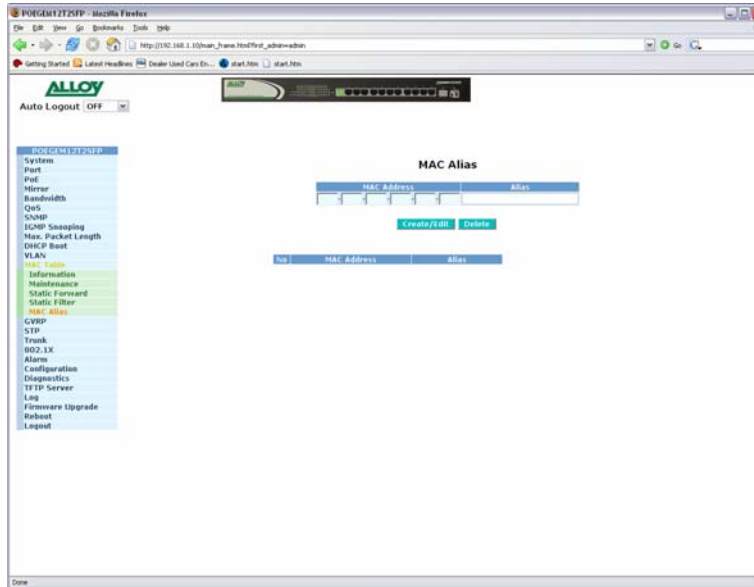 POEGEM12T2SFP - Mozilla Firefox
File Edit View Go Bookmarks Tools Help
http://192.168.1.10/main_frame.html?first_admin=admin
Go
Getting Started Latest Headlines Dealer Used Cars En... start.htm start.htm
ALLOY
Auto Logout OFF
ALLOY
POEGEM12T2SFP
System
Port
PoE
Mirror
Bandwidth
QoS
SNMP
IGMP Snooping
Max. Packet Length
DHCP Boot
VLAN
MAC Table
Information
Maintenance
Static Forward
Static Filter
MAC Alias
GVRP
STP
Trunk
802.1X
Alarm
Configuration
Diagnostics
TFTP Server
Log
Firmware Upgrade
Reboot
Logout
MAC Alias
MAC Address Alias
Create/Edit Delete
No MAC Address Alias
Done